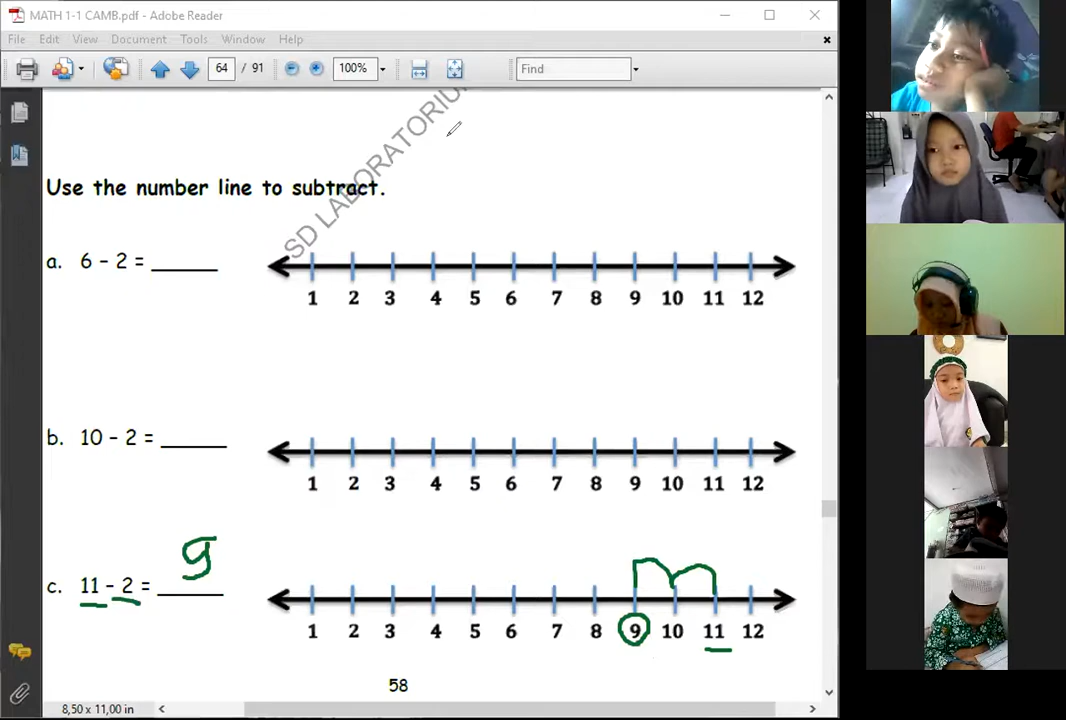 MATH 1-1 CAMB.pdf - Adobe Reader
File Edit View Document Tools Window Help
64 / 91 100% Find
SD LABORATORIU
Use the number line to subtract.
a. 6 - 2 = ______
1 2 3 4 5 6 7 8 9 10 11 12
b. 10 - 2 = ______
1 2 3 4 5 6 7 8 9 10 11 12
c. 11 - 2 = 9
1 2 3 4 5 6 7 8 9 10 11 12
58
8,50 x 11,00 in